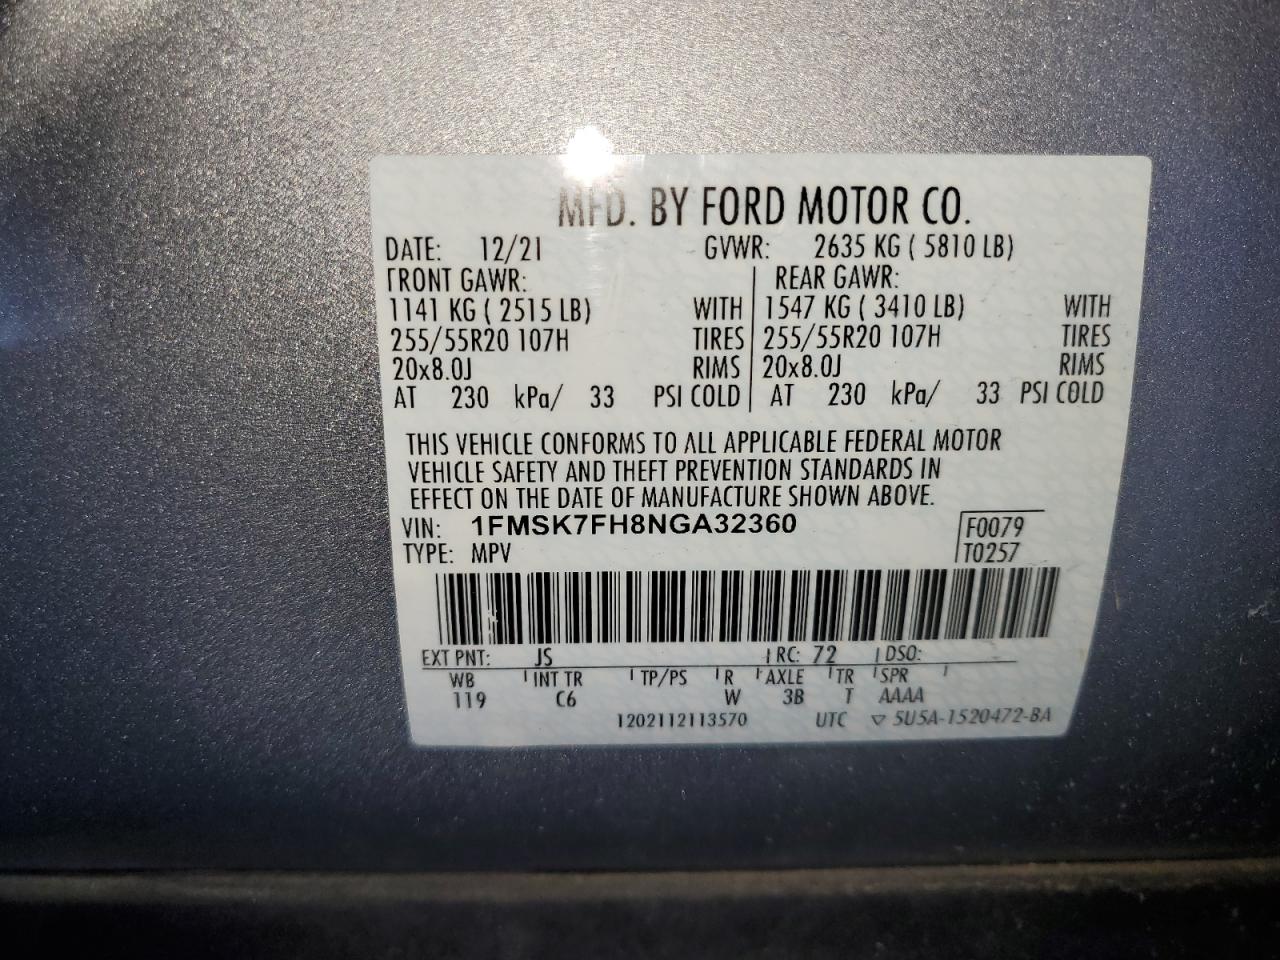 MFD. BY FORD MOTOR CO.
DATE: 12/21 GVWR: 2635 KG ( 5810 LB)
FRONT GAWR: REAR GAWR:
1141 KG ( 2515 LB) WITH 1547 KG ( 3410 LB) WITH
255/55R20 107H TIRES 255/55R20 107H TIRES
20x8.0J RIMS 20x8.0J RIMS
AT 230 kPa/ 33 PSI COLD AT 230 kPa/ 33 PSI COLD
THIS VEHICLE CONFORMS TO ALL APPLICABLE FEDERAL MOTOR
VEHICLE SAFETY AND THEFT PREVENTION STANDARDS IN
EFFECT ON THE DATE OF MANUFACTURE SHOWN ABOVE.
VIN: 1FMSK7FH8NGA32360 F0079
TYPE: MPV T0257
EXT PNT: JS RC: 72 DSO:
WB INT TR TP/PS R AXLE TR SPR
119 C6 W 3B T AAAA
1202112113570 UTC ▽ 5U5A-1520472-BA